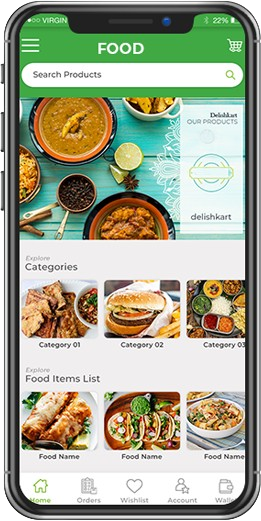 VIRGIN 22%
FOOD
Search Products
Delishkart
OUR PRODUCTS
delishkart
Explore
Categories
Category 01 Category 02 Category 03
Explore
Food Items List
Food Name Food Name Food Name
Home Orders Wishlist Account Walle